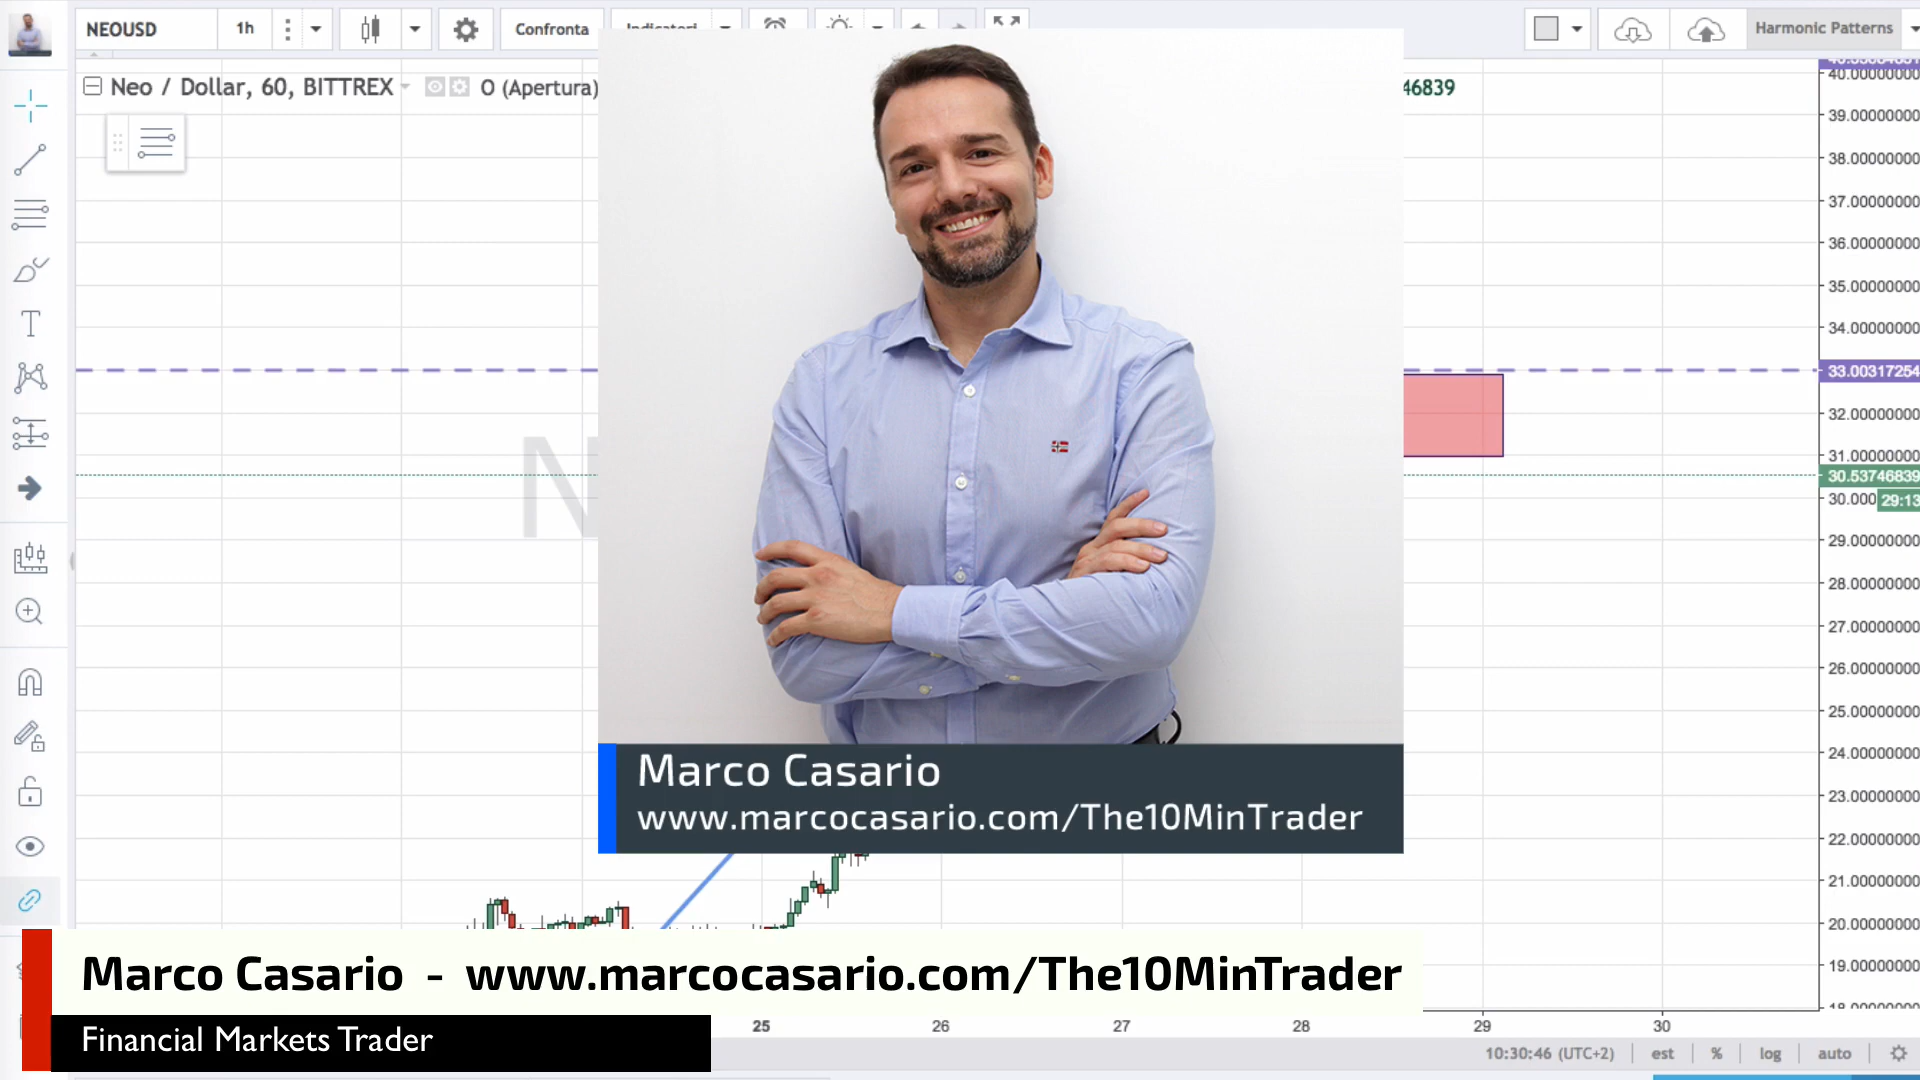 NEOUSD 1h Confronta Indicatori Harmonic Patterns
Neo / Dollar, 60, BITTREX O (Apertura) 46839
40.00000000
39.00000000
38.00000000
37.00000000
36.00000000
35.00000000
34.00000000
33.00317254
32.00000000
31.00000000
30.53746839
30.000 29:13
29.00000000
28.00000000
27.00000000
26.00000000
25.00000000
24.00000000
23.00000000
22.00000000
21.00000000
20.00000000
19.00000000
N
T
Marco Casario
www.marcocasario.com/The10MinTrader
Marco Casario - www.marcocasario.com/The10MinTrader
Financial Markets Trader
25 26 27 28 29 30
10:30:46 (UTC+2) est % log auto